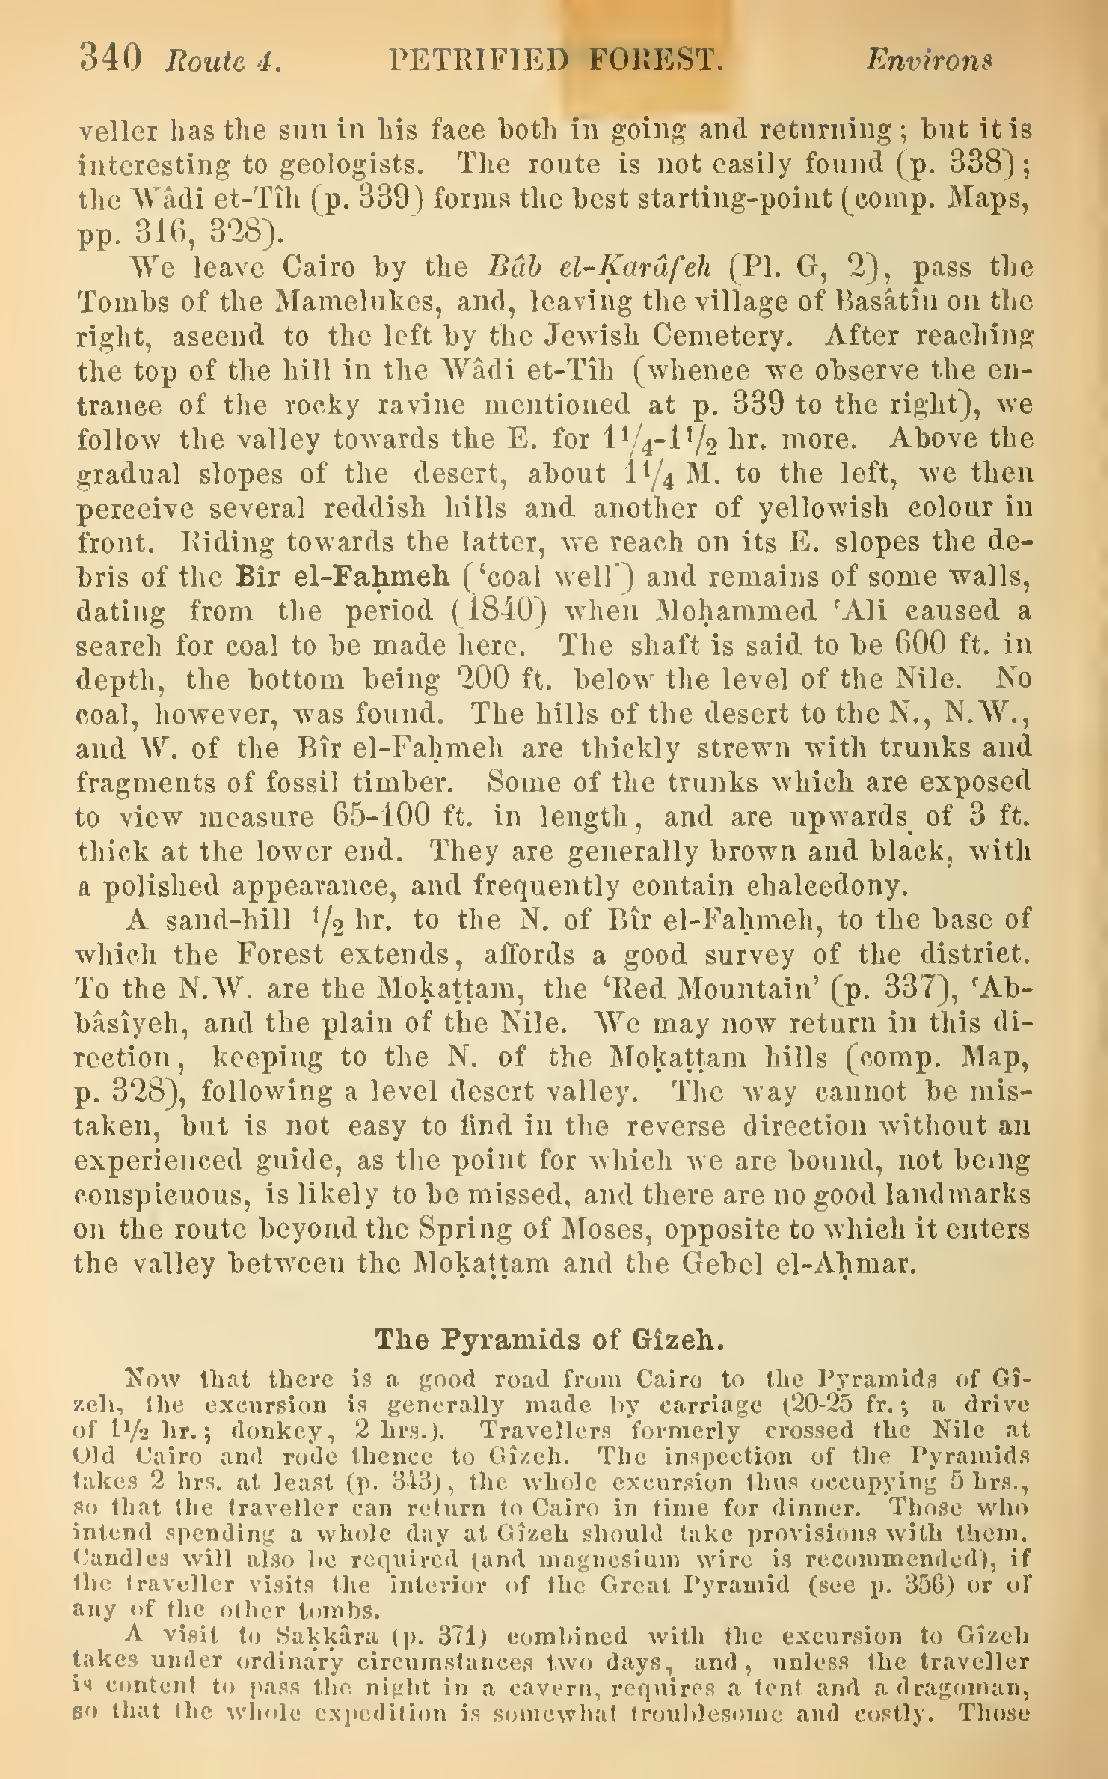 340 Route 4. PETRIFIED FOREST. Environs
veller has the sun in his face both in going and returning; but it is
interesting to geologists. The route is not easily found (p. 338);
the Wâdi et-Tîh (p. 339) forms the best starting-point (comp. Maps,
pp. 316, 328).
We leave Cairo by the Bâb el-Karâfeh (Pl. G, 2), pass the
Tombs of the Mamelukes, and, leaving the village of Basâtîn on the
right, ascend to the left by the Jewish Cemetery. After reaching
the top of the hill in the Wâdi et-Tîh (whence we observe the en-
trance of the rocky ravine mentioned at p. 339 to the right), we
follow the valley towards the E. for 1¼-1½ hr. more. Above the
gradual slopes of the desert, about 1¼ M. to the left, we then
perceive several reddish hills and another of yellowish colour in
front. Riding towards the latter, we reach on its E. slopes the de-
bris of the Bîr el-Faḥmeh ('coal well') and remains of some walls,
dating from the period (1840) when Moḥammed ʿAli caused a
search for coal to be made here. The shaft is said to be 600 ft. in
depth, the bottom being 200 ft. below the level of the Nile. No
coal, however, was found. The hills of the desert to the N., N.W.,
and W. of the Bîr el-Faḥmeh are thickly strewn with trunks and
fragments of fossil timber. Some of the trunks which are exposed
to view measure 65-100 ft. in length, and are upwards of 3 ft.
thick at the lower end. They are generally brown and black, with
a polished appearance, and frequently contain chalcedony.
A sand-hill ½ hr. to the N. of Bîr el-Faḥmeh, to the base of
which the Forest extends, affords a good survey of the district.
To the N.W. are the Moḳaṭṭam, the 'Red Mountain' (p. 337), ʿAb-
bâsîyeh, and the plain of the Nile. We may now return in this di-
rection, keeping to the N. of the Moḳaṭṭam hills (comp. Map,
p. 328), following a level desert valley. The way cannot be mis-
taken, but is not easy to find in the reverse direction without an
experienced guide, as the point for which we are bound, not being
conspicuous, is likely to be missed, and there are no good landmarks
on the route beyond the Spring of Moses, opposite to which it enters
the valley between the Moḳaṭṭam and the Gebel el-Aḥmar.
The Pyramids of Gîzeh.
Now that there is a good road from Cairo to the Pyramids of Gî-
zeh, the excursion is generally made by carriage (20-25 fr.; a drive
of 1½ hr.; donkey, 2 hrs.). Travellers formerly crossed the Nile at
Old Cairo and rode thence to Gîzeh. The inspection of the Pyramids
takes 2 hrs. at least (p. 343), the whole excursion thus occupying 5 hrs.,
so that the traveller can return to Cairo in time for dinner. Those who
intend spending a whole day at Gîzeh should take provisions with them.
Candles will also be required (and magnesium wire is recommended), if
the traveller visits the interior of the Great Pyramid (see p. 356) or of
any of the other tombs.
A visit to Saḳḳâra (p. 371) combined with the excursion to Gîzeh
takes under ordinary circumstances two days, and, unless the traveller
is content to pass the night in a cavern, requires a tent and a dragoman,
so that the whole expedition is somewhat troublesome and costly. Those